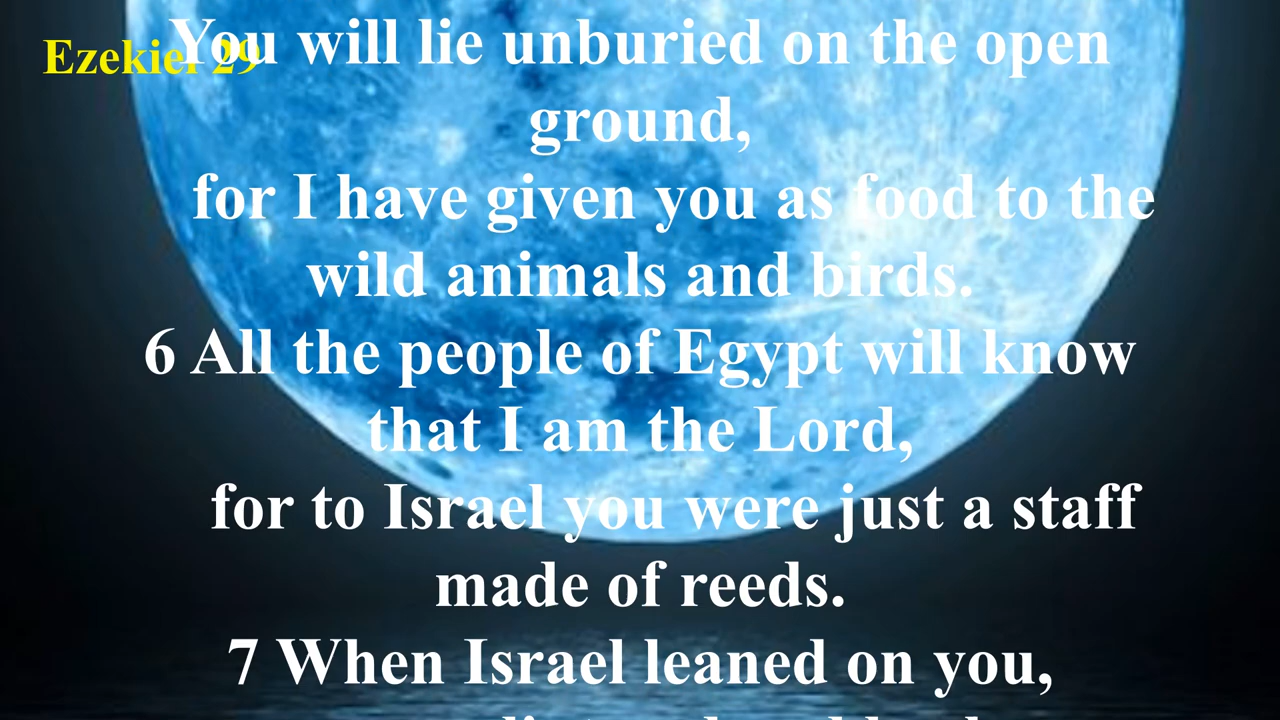 Ezekiel 29
You will lie unburied on the open
ground,
for I have given you as food to the
wild animals and birds.
6 All the people of Egypt will know
that I am the Lord,
for to Israel you were just a staff
made of reeds.
7 When Israel leaned on you,